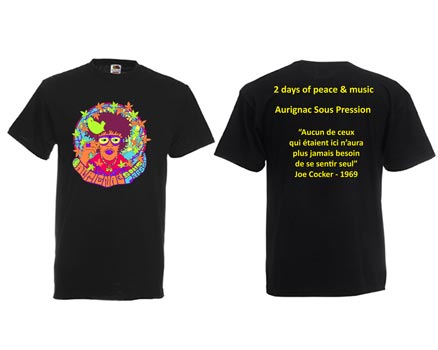 2 days of peace & music
Aurignac Sous Pression
“Aucun de ceux
qui étaient ici n’aura
plus jamais besoin
de se sentir seul”
Joe Cocker - 1969